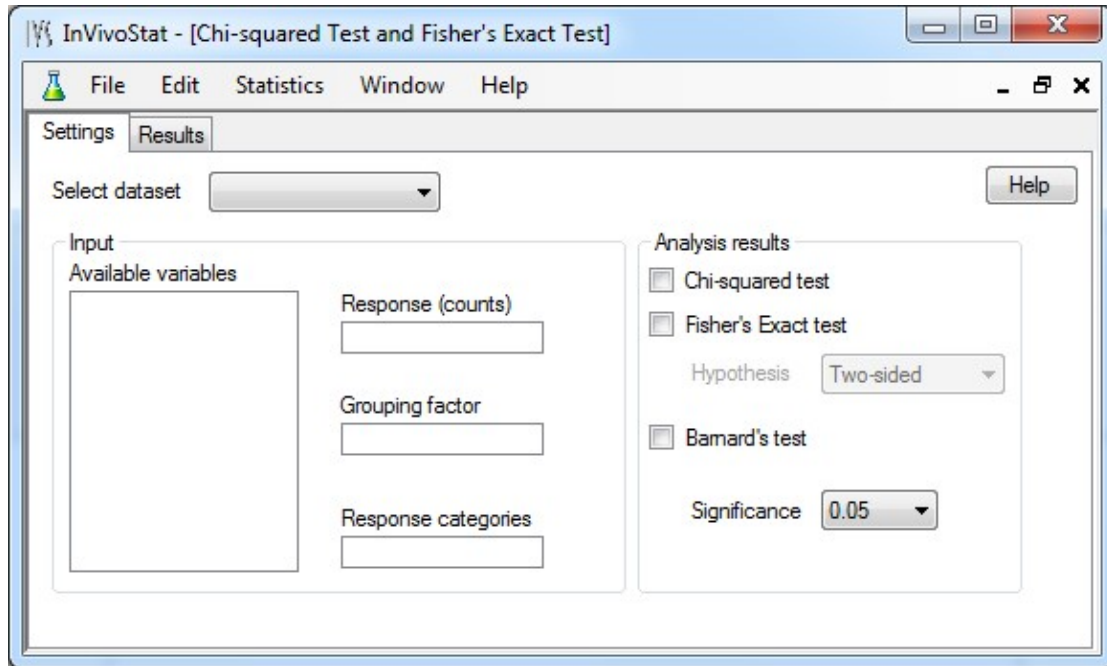 InVivoStat - [Chi-squared Test and Fisher's Exact Test]
File Edit Statistics Window Help
Settings Results
Select dataset
Help
Input
Available variables
Response (counts)
Grouping factor
Response categories
Analysis results
Chi-squared test
Fisher's Exact test
Hypothesis Two-sided
Barnard's test
Significance 0.05